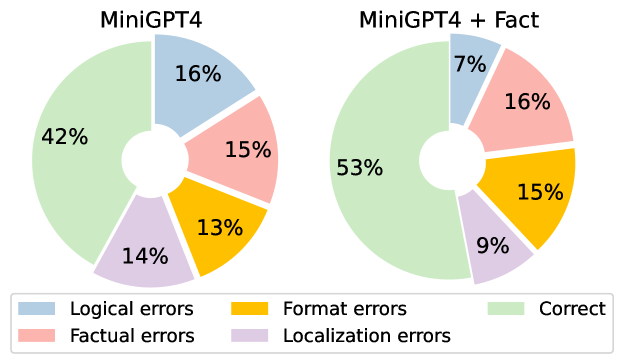 MiniGPT4
MiniGPT4 + Fact
16%
15%
13%
14%
42%
7%
16%
15%
9%
53%
Logical errors
Factual errors
Format errors
Localization errors
Correct